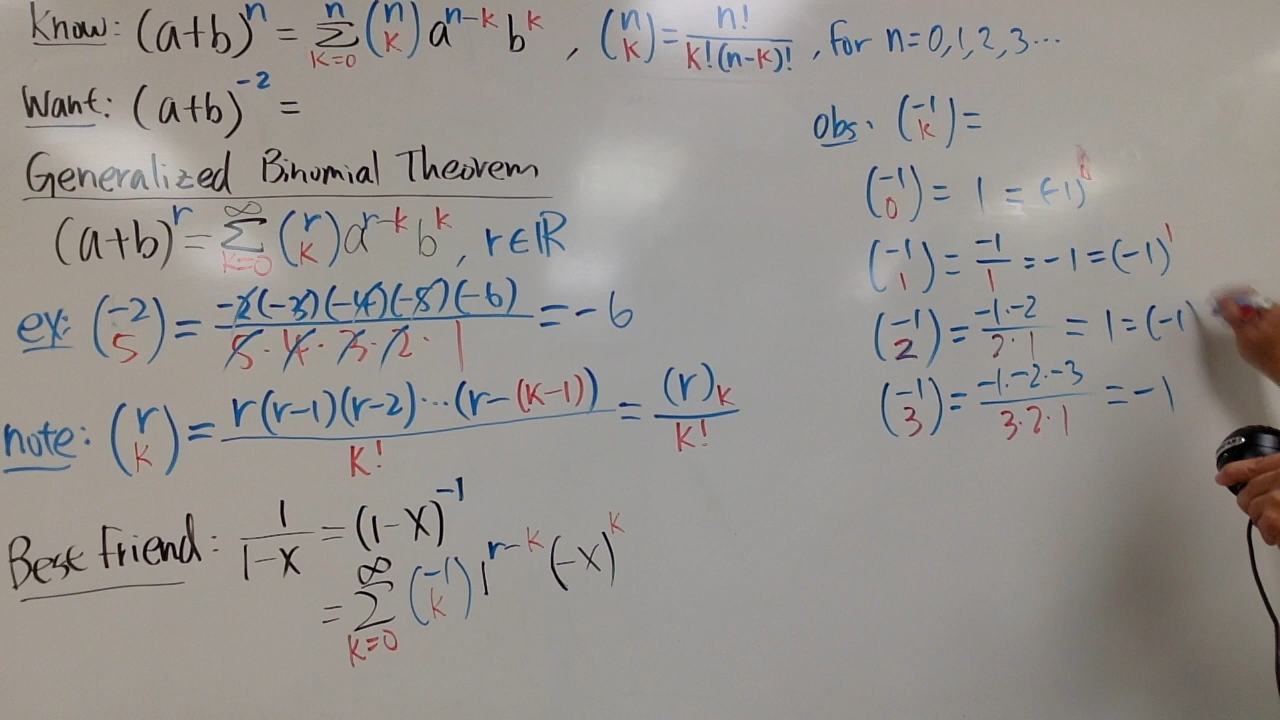 Know: (a+b)^n = Σ_{k=0}^{n} (n k) a^{n-k} b^k , (n k) = n!/(k!(n-k)!) , for n=0,1,2,3...
Want: (a+b)^{-2} =
Generalized Binomial Theorem
(a+b)^r = Σ_{k=0}^{∞} (r k) a^{r-k} b^k , r∈ℝ
ex: (-2 5) = -2(-3)(-4)(-5)(-6)/(5·4·3·2·1) = -6
note: (r k) = r(r-1)(r-2)...(r-(k-1))/k! = (r)_k/k!
Best Friend: 1/(1-x) = (1-x)^{-1}
= Σ_{k=0}^{∞} (-1 k) 1^{r-k} (-x)^k
Obs. (-1 k) =
(-1 0) = 1 = (-1)^0
(-1 1) = -1/1 = -1 = (-1)^1
(-1 2) = -1·-2/(2·1) = 1 = (-1)
(-1 3) = -1·-2·-3/(3·2·1) = -1